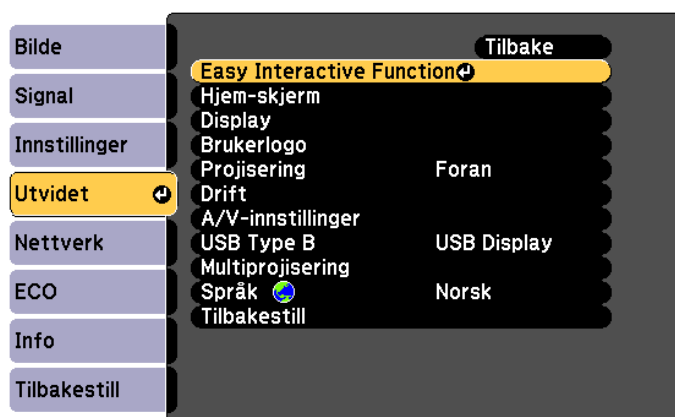 Bilde
Signal
Innstillinger
Utvidet
Nettverk
ECO
Info
Tilbakestill
Tilbake
Easy Interactive Function
Hjem-skjerm
Display
Brukerlogo
Projisering Foran
Drift
A/V-innstillinger
USB Type B USB Display
Multiprojisering
Språk Norsk
Tilbakestill